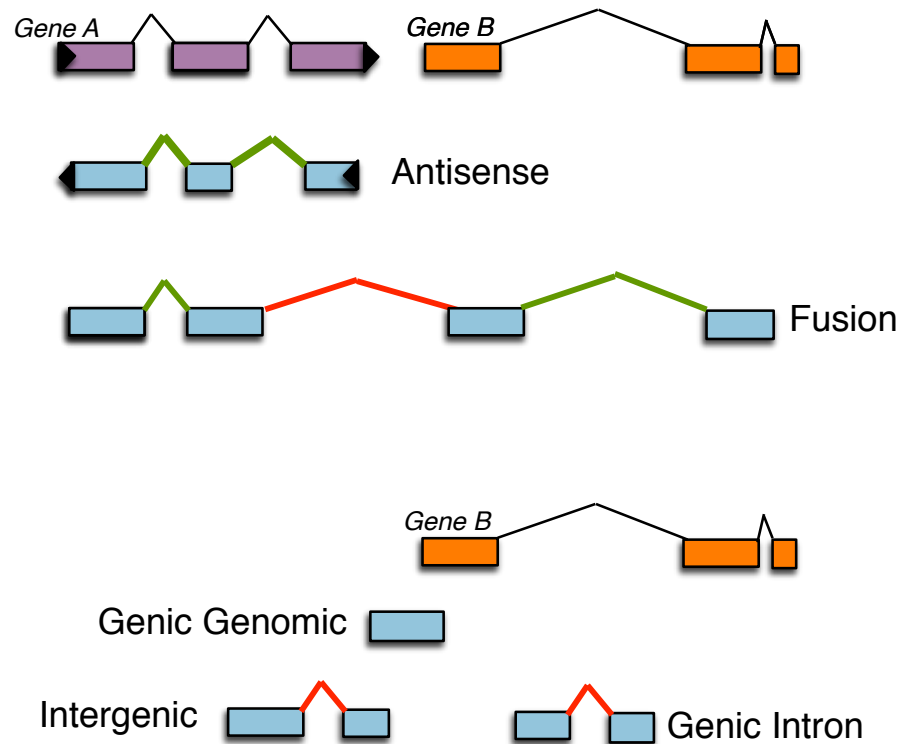 Gene A
Gene B
Antisense
Fusion
Gene B
Genic Genomic
Intergenic
Genic Intron